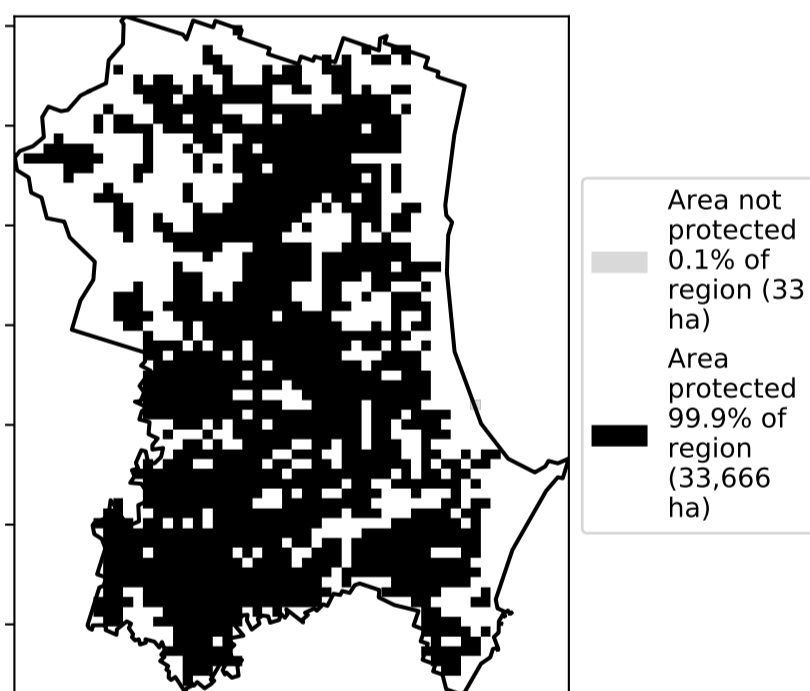 Area not
protected
0.1% of
region (33
ha)
Area
protected
99.9% of
region
(33,666
ha)